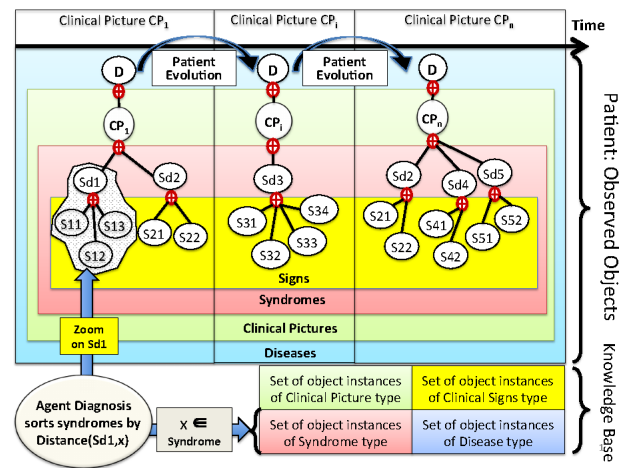 Clinical Picture CP1
Clinical Picture CPi
Clinical Picture CPn
Time
Patient
Evolution
Patient
Evolution
D
D
D
CP1
CPi
CPn
Sd1
Sd2
Sd3
Sd2
Sd4
Sd5
S11
S13
S12
S21
S22
S31
S34
S32
S33
S21
S22
S41
S42
S51
S52
Signs
Syndromes
Clinical Pictures
Diseases
Zoom
on Sd1
Agent Diagnosis
sorts syndromes by
Distance(Sd1,x}
x ∈
Syndrome
Set of object instances
of Clinical Picture type
Set of object instances
of Clinical Signs type
Set of object instances
of Syndrome type
Set of object instances
of Disease type
Patient: Observed Objects
Knowledge Base